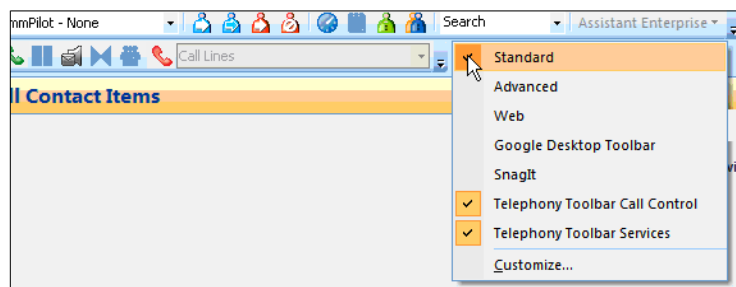 mmPilot - None Search Assistant Enterprise
Call Lines
Standard
ll Contact Items
Advanced
Web
Google Desktop Toolbar
SnagIt
Telephony Toolbar Call Control
Telephony Toolbar Services
Customize...